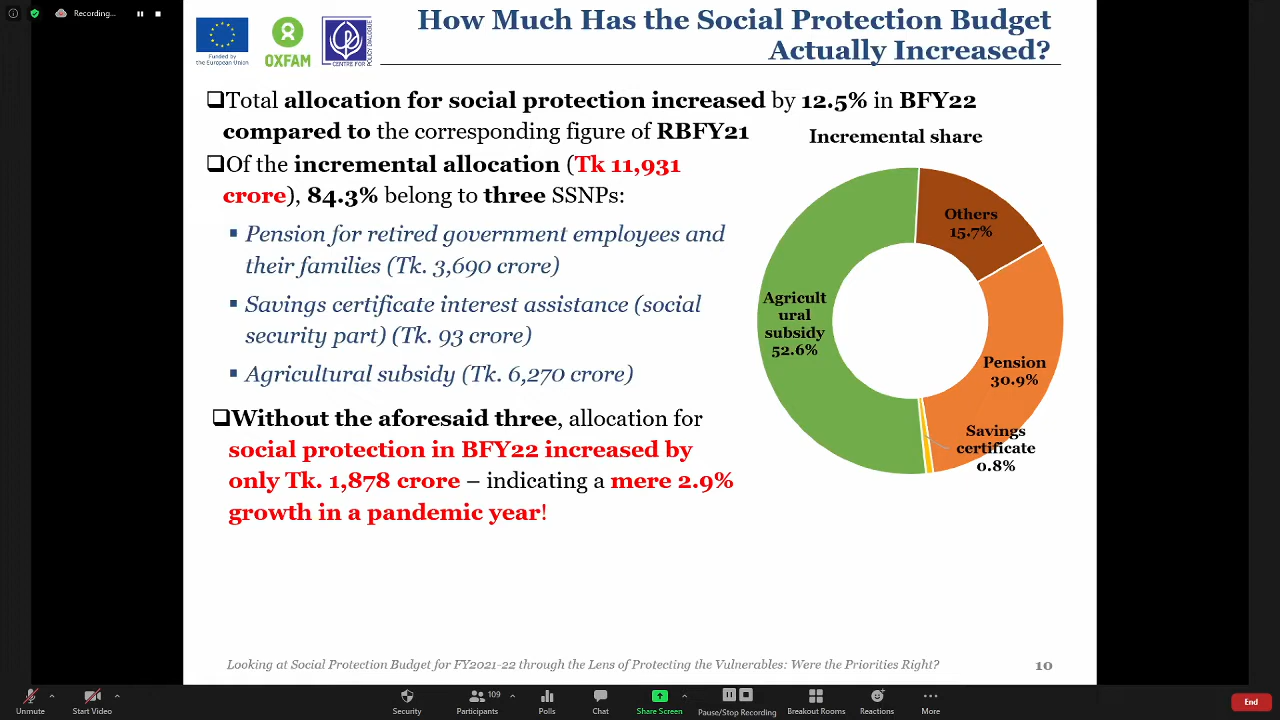 Recording...
How Much Has the Social Protection Budget
Actually Increased?
Funded by
the European Union
OXFAM
CENTRE FOR
POLICY DIALOGUE
❑Total allocation for social protection increased by 12.5% in BFY22
compared to the corresponding figure of RBFY21
❑Of the incremental allocation (Tk 11,931
crore), 84.3% belong to three SSNPs:
▪ Pension for retired government employees and
their families (Tk. 3,690 crore)
▪ Savings certificate interest assistance (social
security part) (Tk. 93 crore)
▪ Agricultural subsidy (Tk. 6,270 crore)
❑Without the aforesaid three, allocation for
social protection in BFY22 increased by
only Tk. 1,878 crore – indicating a mere 2.9%
growth in a pandemic year!
Incremental share
Others
15.7%
Agricult
ural
subsidy
52.6%
Pension
30.9%
Savings
certificate
0.8%
Looking at Social Protection Budget for FY2021-22 through the Lens of Protecting the Vulnerables: Were the Priorities Right?
10
Unmute
Start Video
Security
Participants
109
Polls
Chat
Share Screen
Pause/Stop Recording
Breakout Rooms
Reactions
More
End